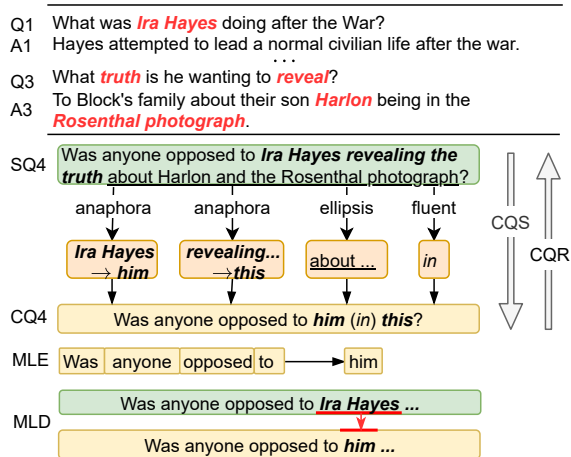 Q1 What was Ira Hayes doing after the War?
A1 Hayes attempted to lead a normal civilian life after the war.
...
Q3 What truth is he wanting to reveal?
A3 To Block's family about their son Harlon being in the
Rosenthal photograph.
SQ4 Was anyone opposed to Ira Hayes revealing the
truth about Harlon and the Rosenthal photograph?
anaphora anaphora ellipsis fluent
CQS
CQR
Ira Hayes → him
revealing... →this
about ...
in
CQ4 Was anyone opposed to him (in) this?
MLE Was anyone opposed to him
MLD
Was anyone opposed to Ira Hayes ...
Was anyone opposed to him ...